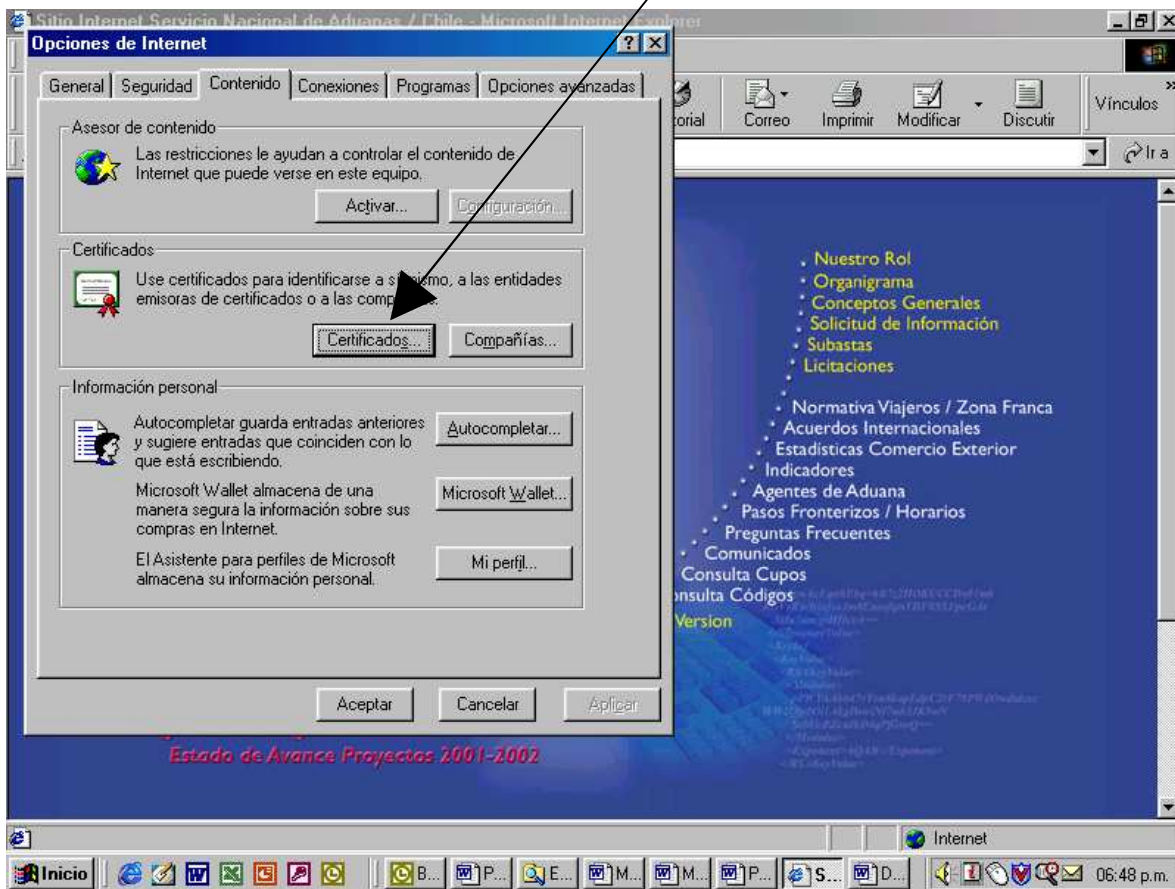 Sitio Internet Servicio Nacional de Aduanas / Chile - Microsoft Internet Explorer
Opciones de Internet
General Seguridad Contenido Conexiones Programas Opciones avanzadas
Asesor de contenido
Las restricciones le ayudan a controlar el contenido de
Internet que puede verse en este equipo.
Activar... Configuración...
Certificados
Use certificados para identificarse a sí mismo, a las entidades
emisoras de certificados o a las compañías.
Certificados... Compañías...
Información personal
Autocompletar guarda entradas anteriores
y sugiere entradas que coinciden con lo
que está escribiendo.
Autocompletar...
Microsoft Wallet almacena de una
manera segura la información sobre sus
compras en Internet.
Microsoft Wallet...
El Asistente para perfiles de Microsoft
almacena su información personal.
Mi perfil...
Aceptar Cancelar Aplicar
orial Correo Imprimir Modificar Discutir Vínculos »
Ir a
Nuestro Rol
Organigrama
Conceptos Generales
Solicitud de Información
Subastas
Licitaciones
Normativa Viajeros / Zona Franca
Acuerdos Internacionales
Estadísticas Comercio Exterior
Indicadores
Agentes de Aduana
Pasos Fronterizos / Horarios
Preguntas Frecuentes
Comunicados
Consulta Cupos
onsulta Códigos
Version
Estado de Avance Proyectos 2001-2002
Internet
Inicio B... P... E... M... M... P... S... D... 06:48 p.m.